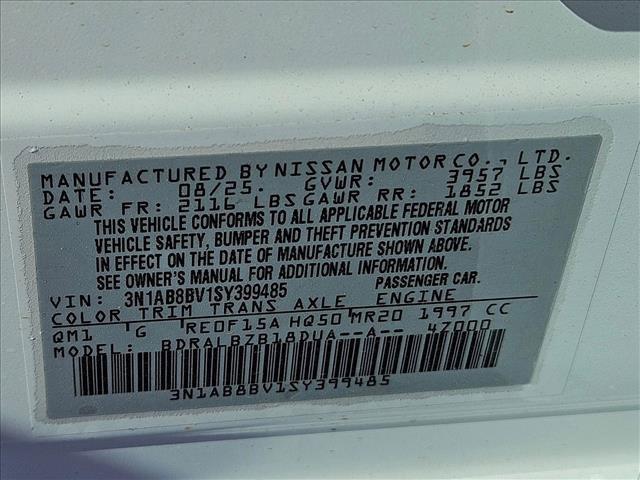 MANUFACTURED BY NISSAN MOTOR CO., LTD.
DATE: 08/25. GVWR: 3957 LBS
GAWR FR: 2116 LBS GAWR RR: 1852 LBS
THIS VEHICLE CONFORMS TO ALL APPLICABLE FEDERAL MOTOR
VEHICLE SAFETY, BUMPER AND THEFT PREVENTION STANDARDS
IN EFFECT ON THE DATE OF MANUFACTURE SHOWN ABOVE.
SEE OWNER'S MANUAL FOR ADDITIONAL INFORMATION.
VIN: 3N1AB8BV1SY399485 PASSENGER CAR.
COLOR TRIM TRANS AXLE ENGINE
QM1 G RE0F15A HQ50 MR20 1997 CC
MODEL: BDRALBZB18DUA--A-- 47000
3N1AB8BV1SY399485